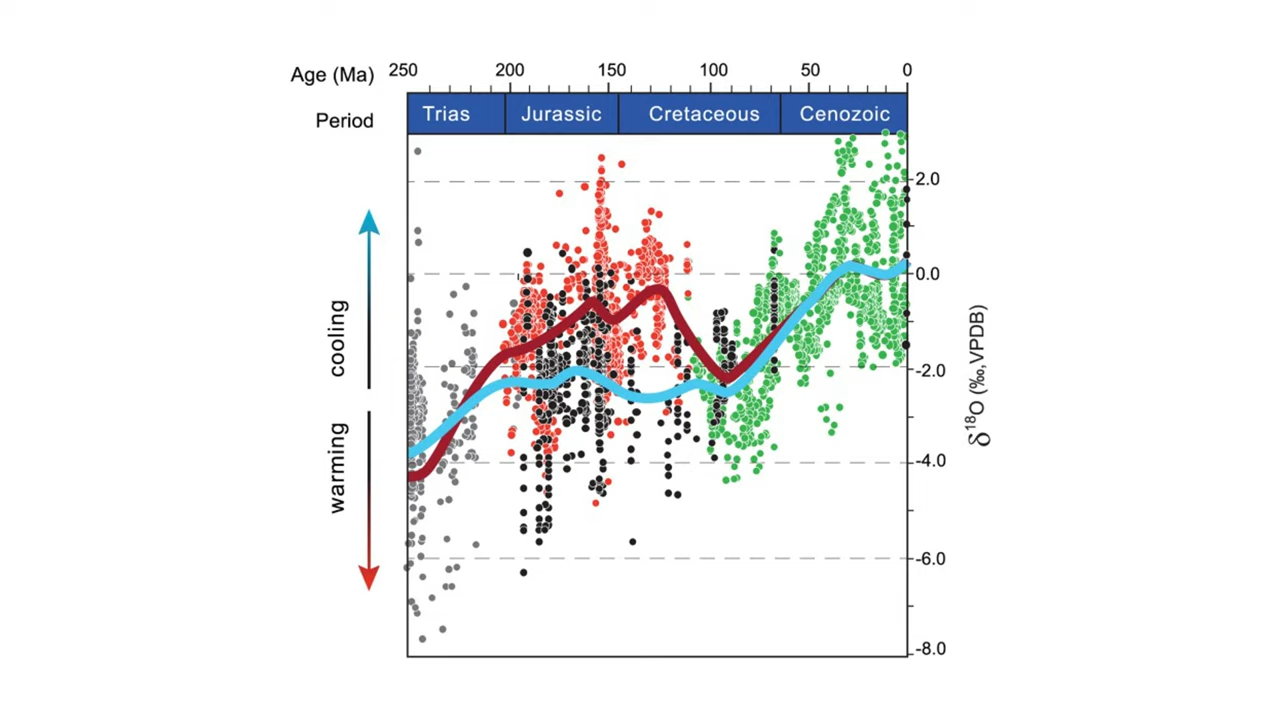 Age (Ma) 250 200 150 100 50 0
Period Trias Jurassic Cretaceous Cenozoic
2.0
0.0
-2.0
-4.0
-6.0
-8.0
cooling
warming
δ18O (‰,VPDB)